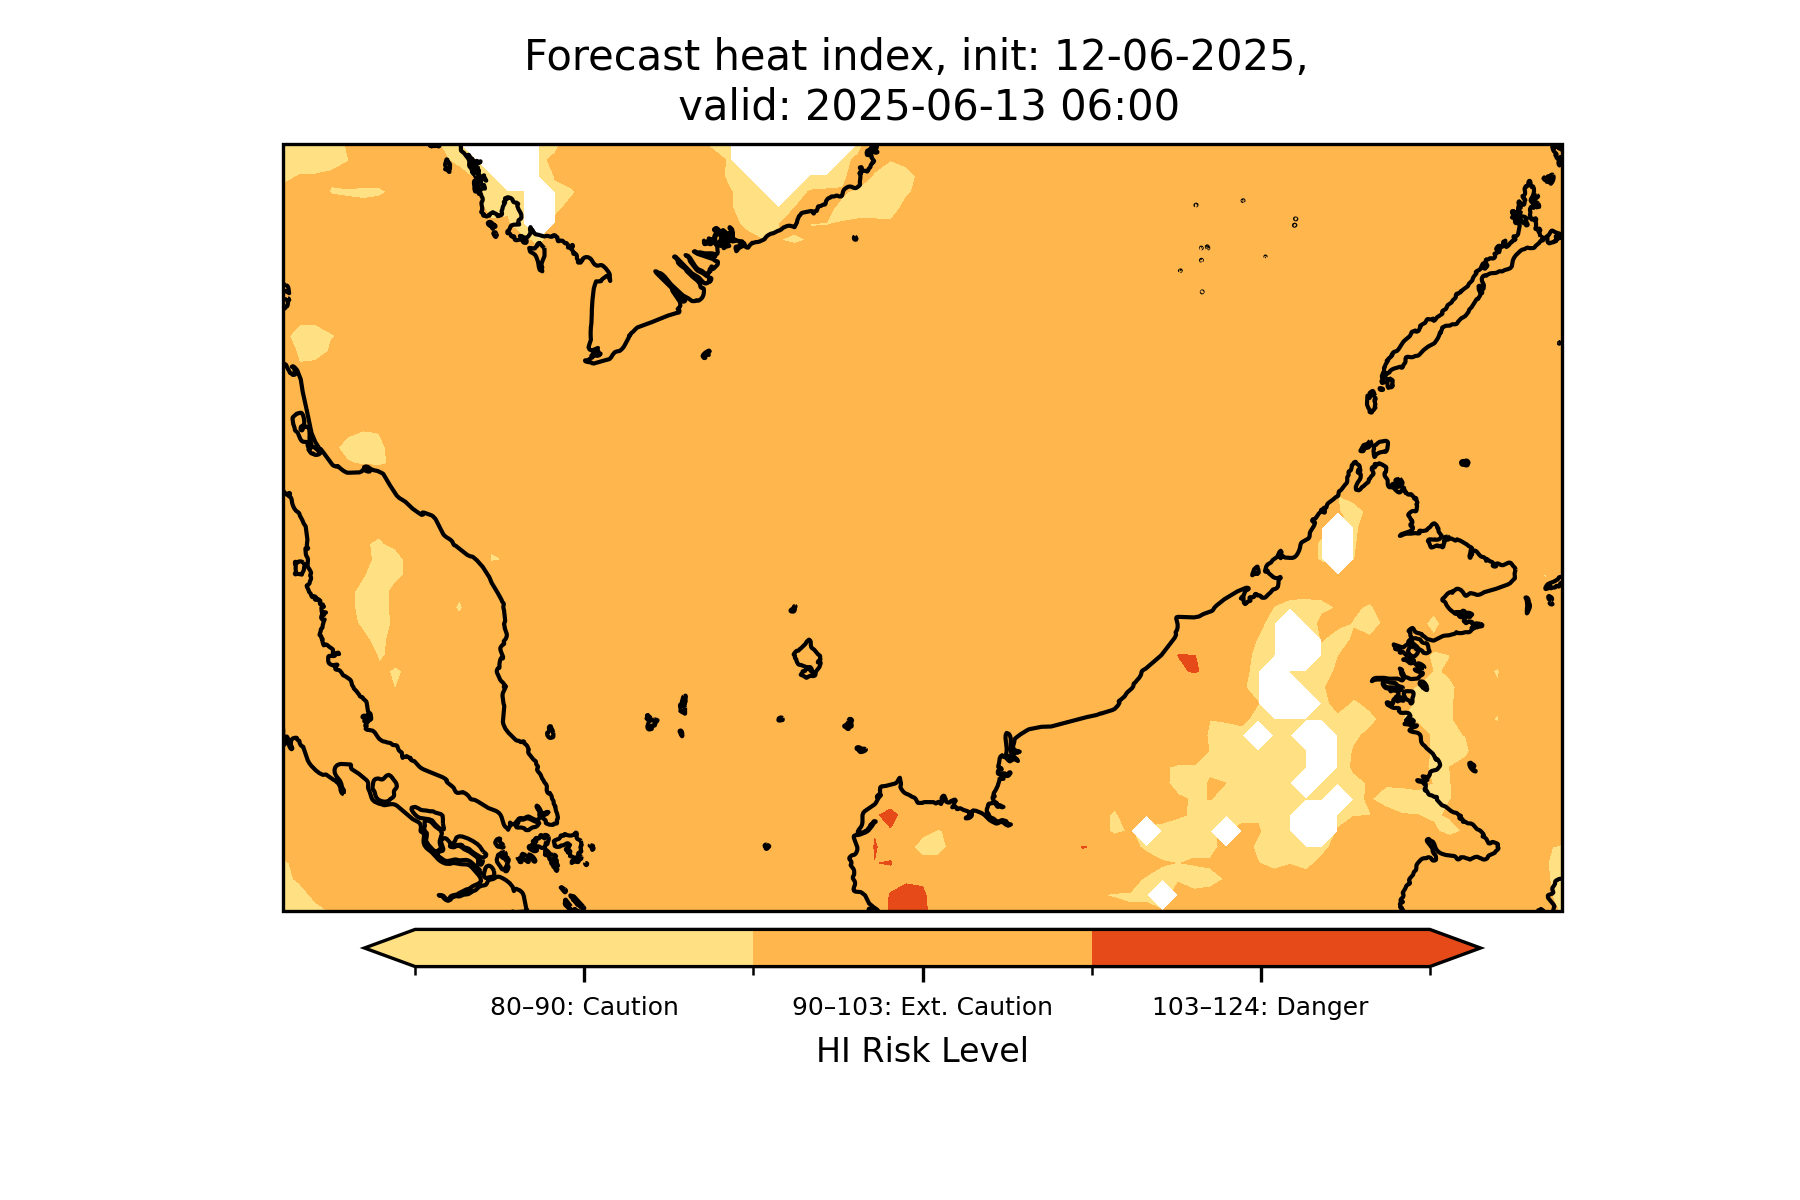 Forecast heat index, init: 12-06-2025,
valid: 2025-06-13 06:00
80–90: Caution
90–103: Ext. Caution
103–124: Danger
HI Risk Level